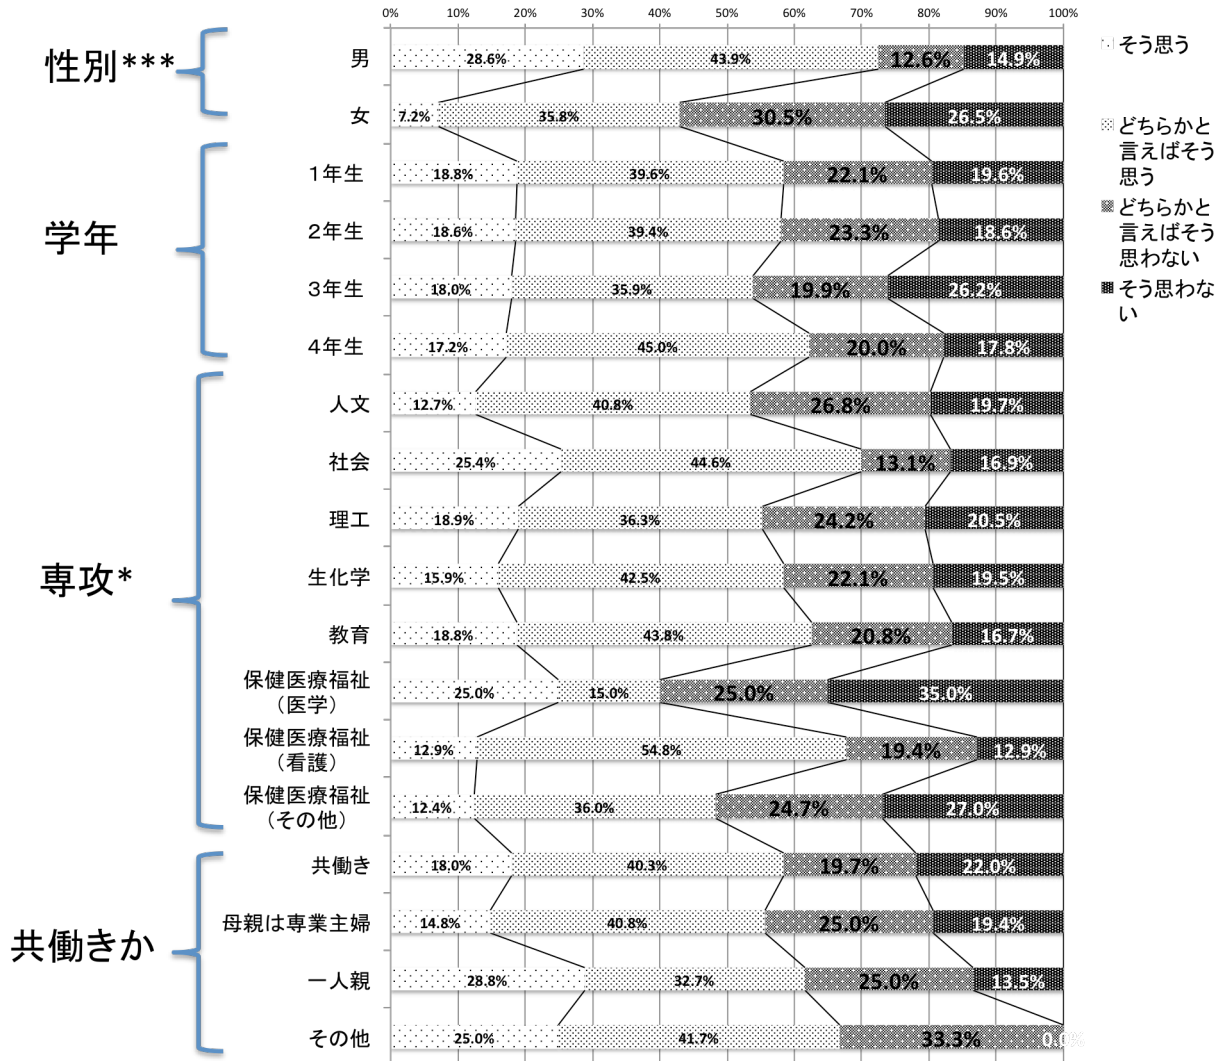 0% 10% 20% 30% 40% 50% 60% 70% 80% 90% 100%
性別***
男 28.6% 43.9% 12.6% 14.9%
女 7.2% 35.8% 30.5% 26.5%
学年
1年生 18.8% 39.6% 22.1% 19.6%
2年生 18.6% 39.4% 23.3% 18.6%
3年生 18.0% 35.9% 19.9% 26.2%
4年生 17.2% 45.0% 20.0% 17.8%
専攻*
人文 12.7% 40.8% 26.8% 19.7%
社会 25.4% 44.6% 13.1% 16.9%
理工 18.9% 36.3% 24.2% 20.5%
生化学 15.9% 42.5% 22.1% 19.5%
教育 18.8% 43.8% 20.8% 16.7%
保健医療福祉
（医学） 25.0% 15.0% 25.0% 35.0%
保健医療福祉
（看護） 12.9% 54.8% 19.4% 12.9%
保健医療福祉
（その他） 12.4% 36.0% 24.7% 27.0%
共働きか
共働き 18.0% 40.3% 19.7% 22.0%
母親は専業主婦 14.8% 40.8% 25.0% 19.4%
一人親 28.8% 32.7% 25.0% 13.5%
その他 25.0% 41.7% 33.3% 0.0%
そう思う
どちらかと
言えばそう
思う
どちらかと
言えばそう
思わない
そう思わな
い